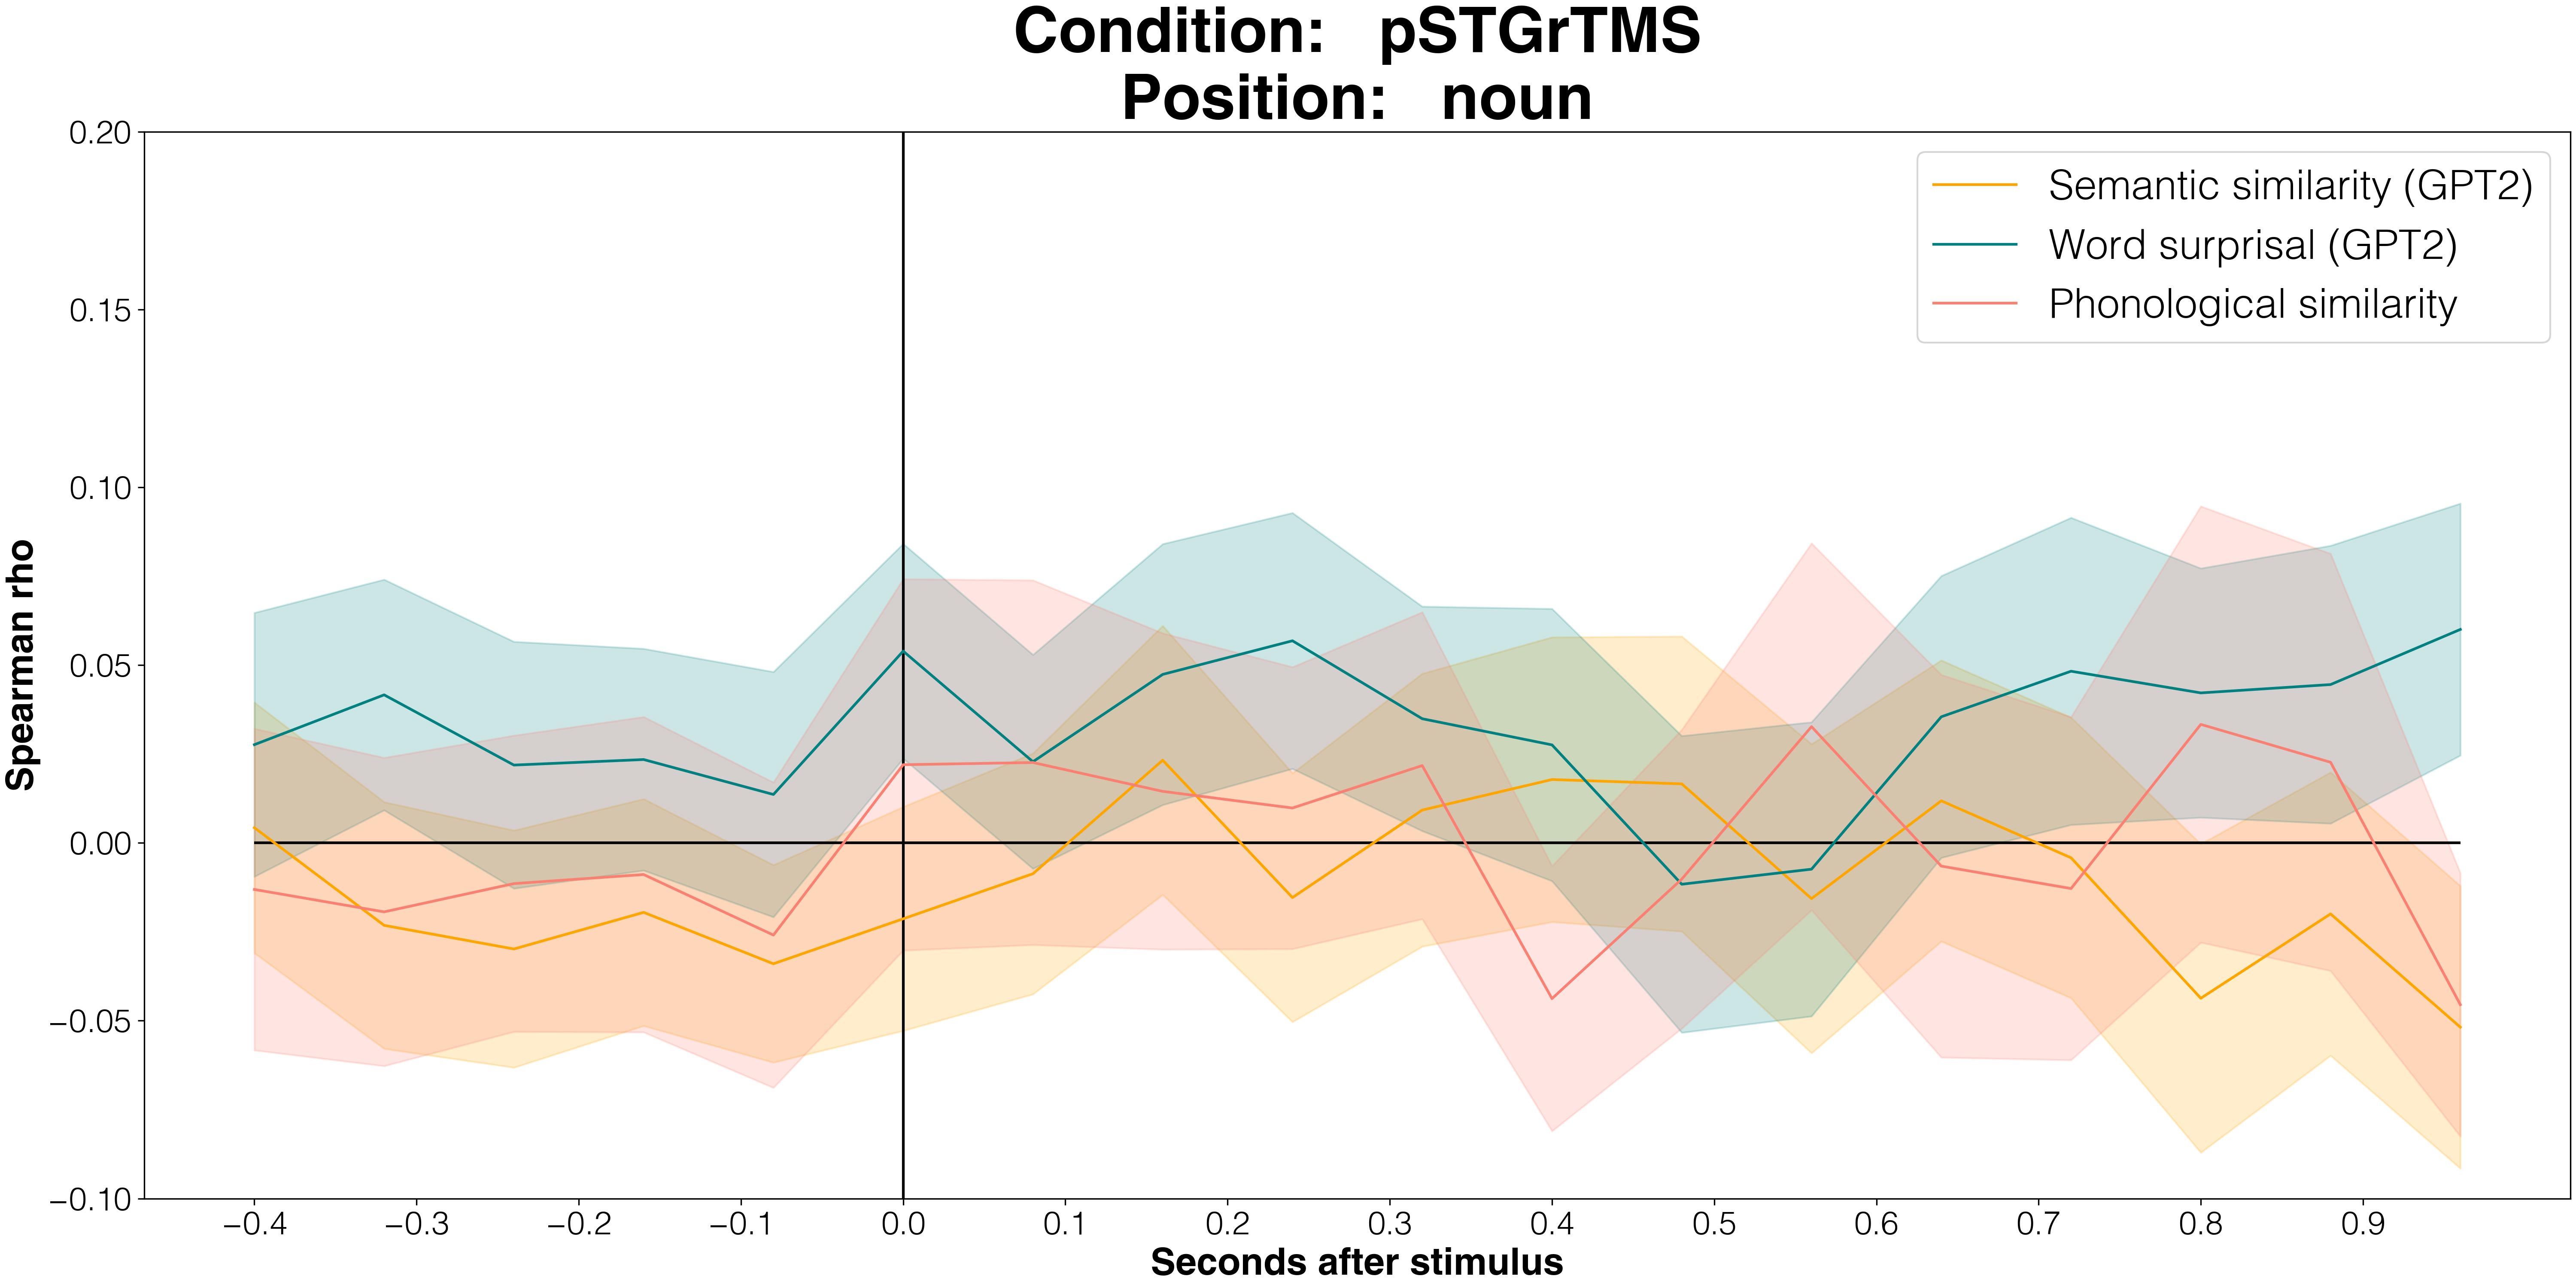 Condition:   pSTGrTMS
Position:   noun
0.20
0.15
0.10
0.05
0.00
−0.05
−0.10
Spearman rho
Semantic similarity (GPT2)
Word surprisal (GPT2)
Phonological similarity
−0.4 −0.3 −0.2 −0.1 0.0 0.1 0.2 0.3 0.4 0.5 0.6 0.7 0.8 0.9
Seconds after stimulus